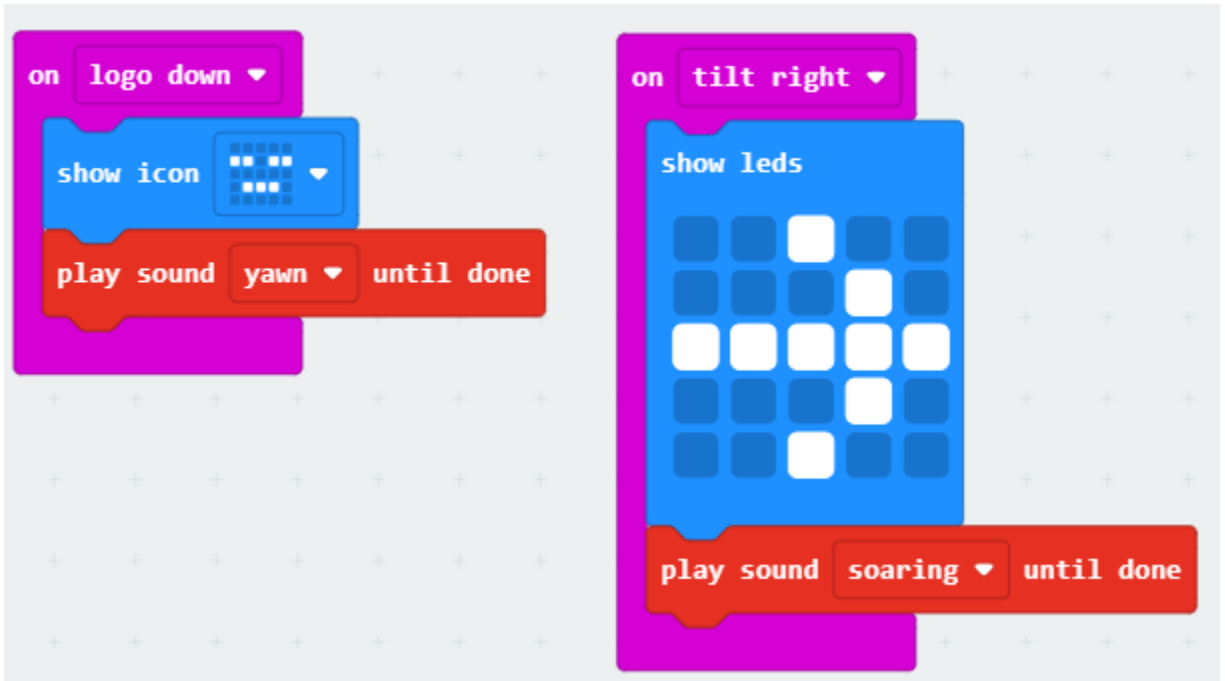 on logo down
show icon
play sound yawn until done
on tilt right
show leds
play sound soaring until done